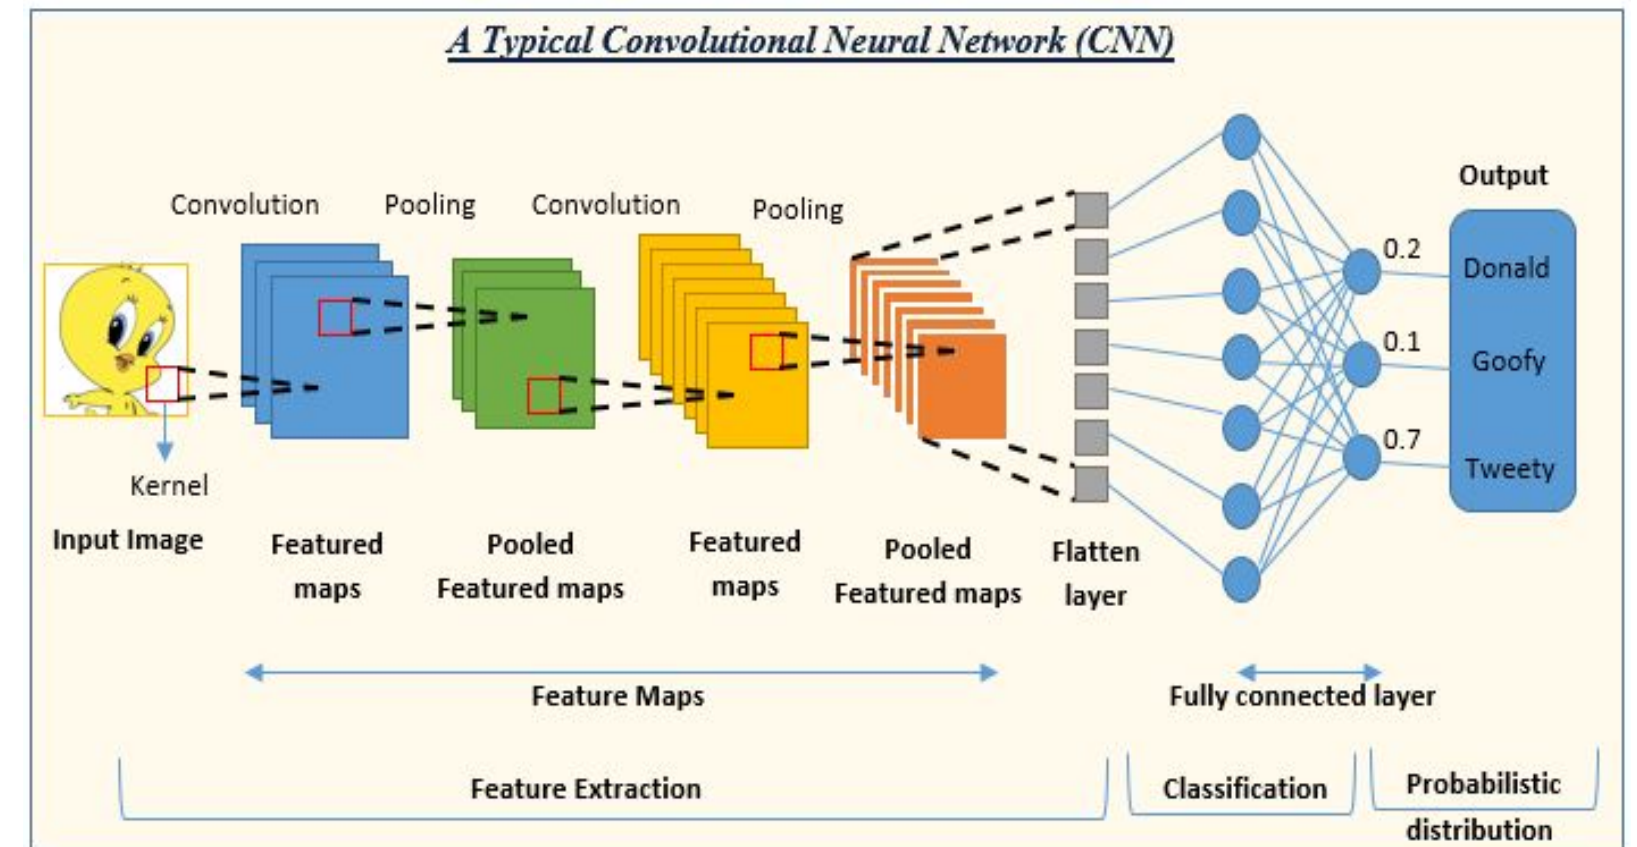 A Typical Convolutional Neural Network (CNN)
Convolution
Pooling
Convolution
Pooling
Output
0.2
Donald
0.1
Goofy
0.7
Tweety
Kernel
Input Image
Featured
maps
Pooled
Featured maps
Featured
maps
Pooled
Featured maps
Flatten
layer
Feature Maps
Fully connected layer
Feature Extraction
Classification
Probabilistic
distribution